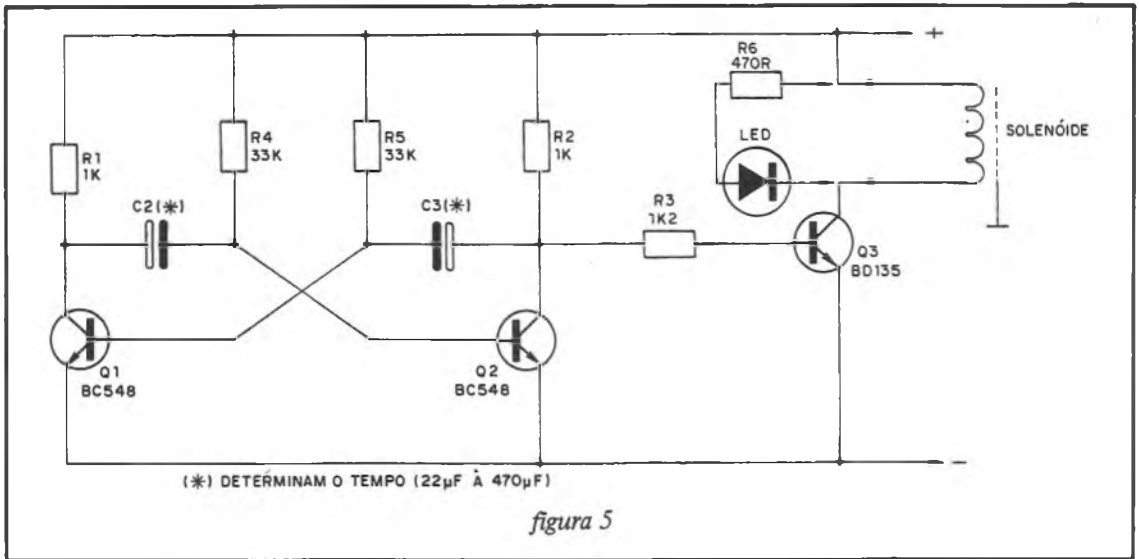 +
R6
470R
LED
SOLENÓIDE
R1
1K
R4
33K
R5
33K
R2
1K
C2(*)
C3(*)
R3
1K2
Q3
BD135
Q1
BC548
Q2
BC548
-
(*) DETERMINAM O TEMPO (22µF À 470µF)
figura 5